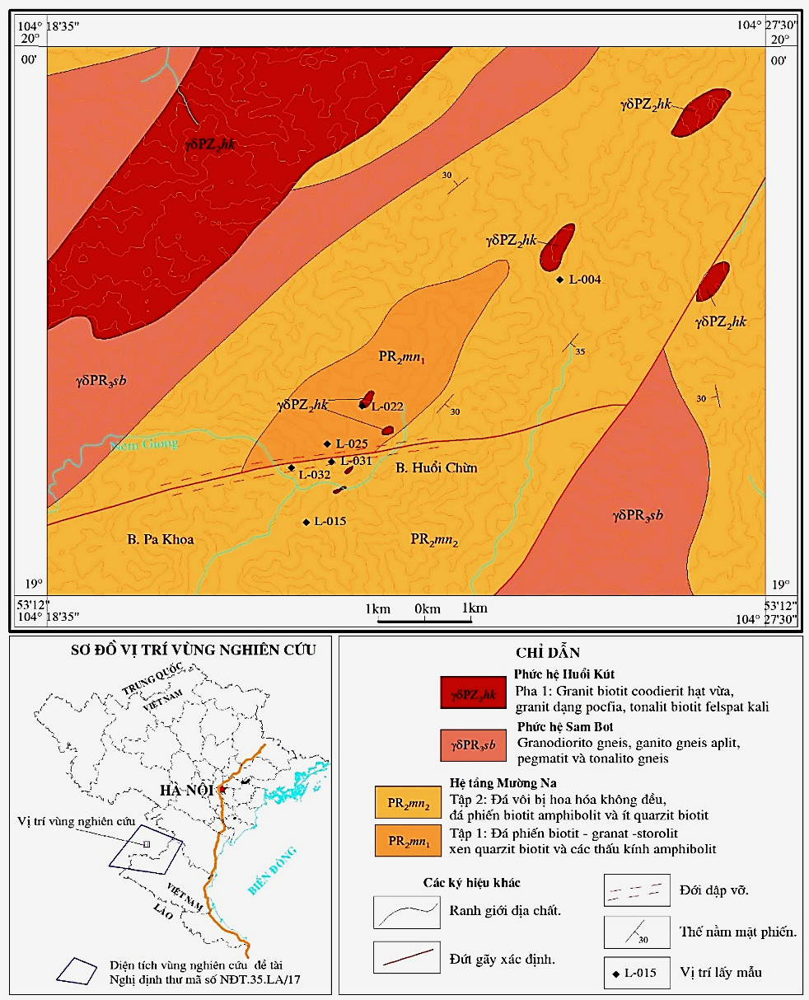 104° 18'35"
104° 27'30"
20°
20°
00'
00'
γδPZ₂hk
γδPZ₂hk
30
γδPZ₂hk
L-004
γδPZ₂hk
35
PR₂mn₁
γδPR₃sb
30
γδPZ₂hk
L-022
30
L-025
Nem Giong
L-031
B. Huổi Chừn
L-032
γδPR₃sb
L-015
B. Pa Khoa
PR₂mn₂
19°
19°
53'12"
53'12"
104° 18'35"
104° 27'30"
1km 0km 1km
SƠ ĐỒ VỊ TRÍ VÙNG NGHIÊN CỨU
TRUNG QUỐC
VIỆT NAM
HÀ NỘI
Vị trí vùng nghiên cứu
BIỂN ĐÔNG
VIỆT NAM
LÀO
Diện tích vùng nghiên cứu đề tài
Nghị định thư mã số NĐT.35.LA/17
CHỈ DẪN
Phức hệ Huổi Kút
γδPZ₂hk
Pha 1: Granit biotit coodierit hạt vừa,
granit dạng pocfia, tonalit biotit felspat kali
Phức hệ Sam Bot
γδPR₃sb
Granodiorito gneis, ganito gneis aplit,
pegmatit và tonalito gneis
Hệ tầng Mường Na
PR₂mn₂
Tập 2: Đá vôi bị hoa hóa không đều,
đá phiến biotit amphibolit và ít quarzit biotit
PR₂mn₁
Tập 1: Đá phiến biotit - granat -storolit
xen quarzit biotit và các thấu kính amphibolit
Các ký hiệu khác
Ranh giới địa chất.
Đứt gãy xác định.
Đới dập vỡ.
30
Thế nằm mặt phiến.
L-015
Vị trí lấy mẫu